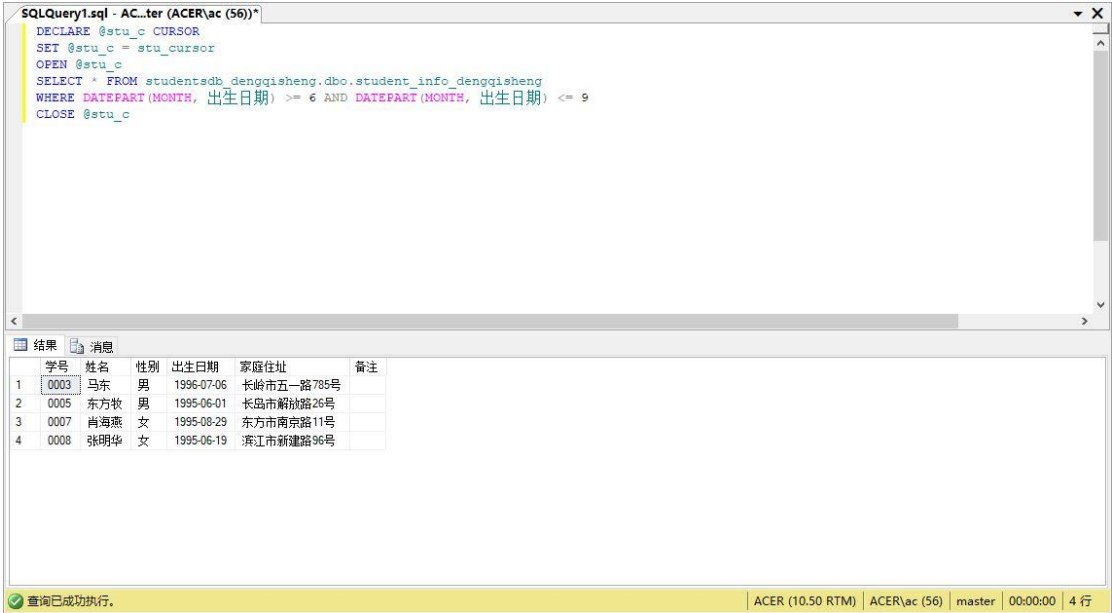 SQLQuery1.sql - AC...ter (ACER\ac (56))*
DECLARE @stu_c CURSOR
SET @stu_c = stu_cursor
OPEN @stu_c
SELECT * FROM studentsdb_dengqisheng.dbo.student_info_dengqisheng
WHERE DATEPART(MONTH, 出生日期) >= 6 AND DATEPART(MONTH, 出生日期) <= 9
CLOSE @stu_c
结果 消息
学号 姓名 性别 出生日期 家庭住址 备注
1 0003 马东 男 1996-07-06 长岭市五一路785号
2 0005 东方牧 男 1995-06-01 长岛市解放路26号
3 0007 肖海燕 女 1995-08-29 东方市南京路11号
4 0008 张明华 女 1995-06-19 滨江市新建路96号
查询已成功执行。 ACER (10.50 RTM) ACER\ac (56) master 00:00:00 4 行